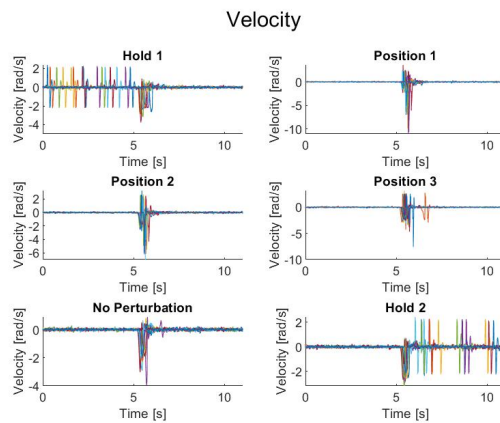 Velocity
Hold 1
Velocity [rad/s]
2
0
-2
-4
0
5
10
Time [s]
Position 1
Velocity [rad/s]
0
-5
-10
0
5
10
Time [s]
Position 2
Velocity [rad/s]
2
0
-2
-4
-6
0
5
10
Time [s]
Position 3
Velocity [rad/s]
0
-5
-10
0
5
10
Time [s]
No Perturbation
Velocity [rad/s]
0
-2
-4
0
5
10
Time [s]
Hold 2
Velocity [rad/s]
2
0
-2
0
5
10
Time [s]